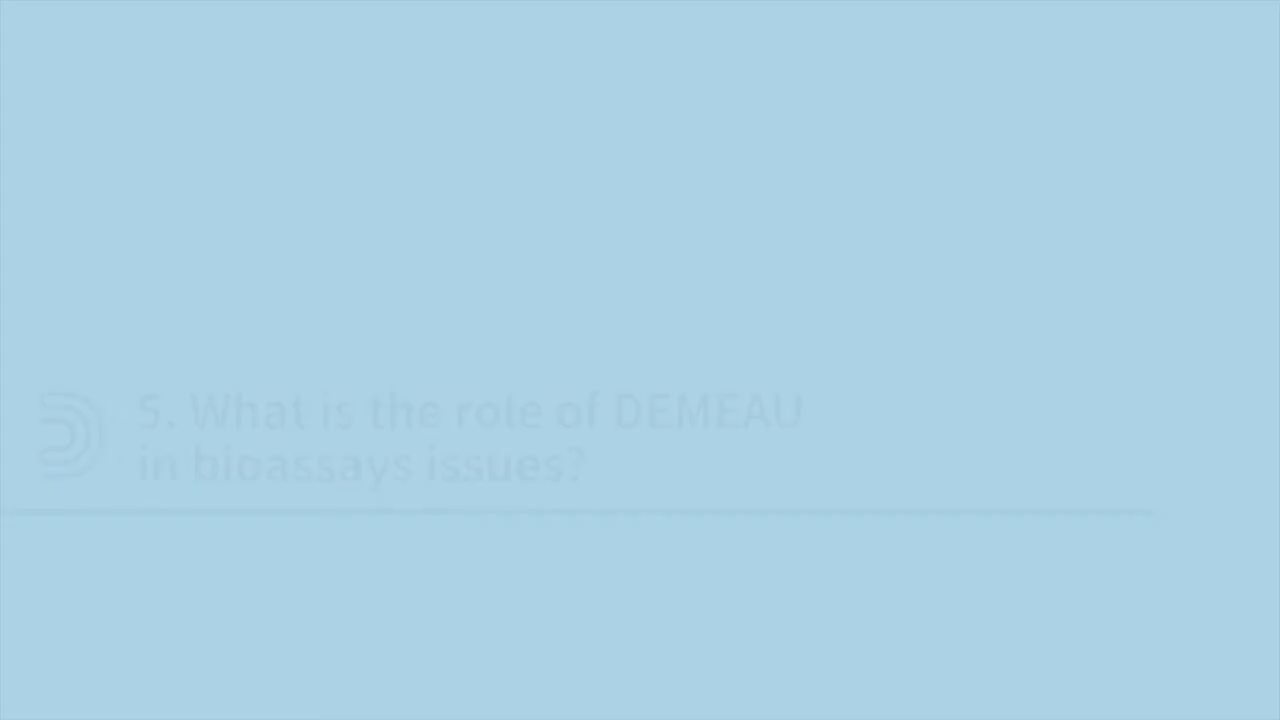 5. What is the role of DEMEAU
in bioassays issues?